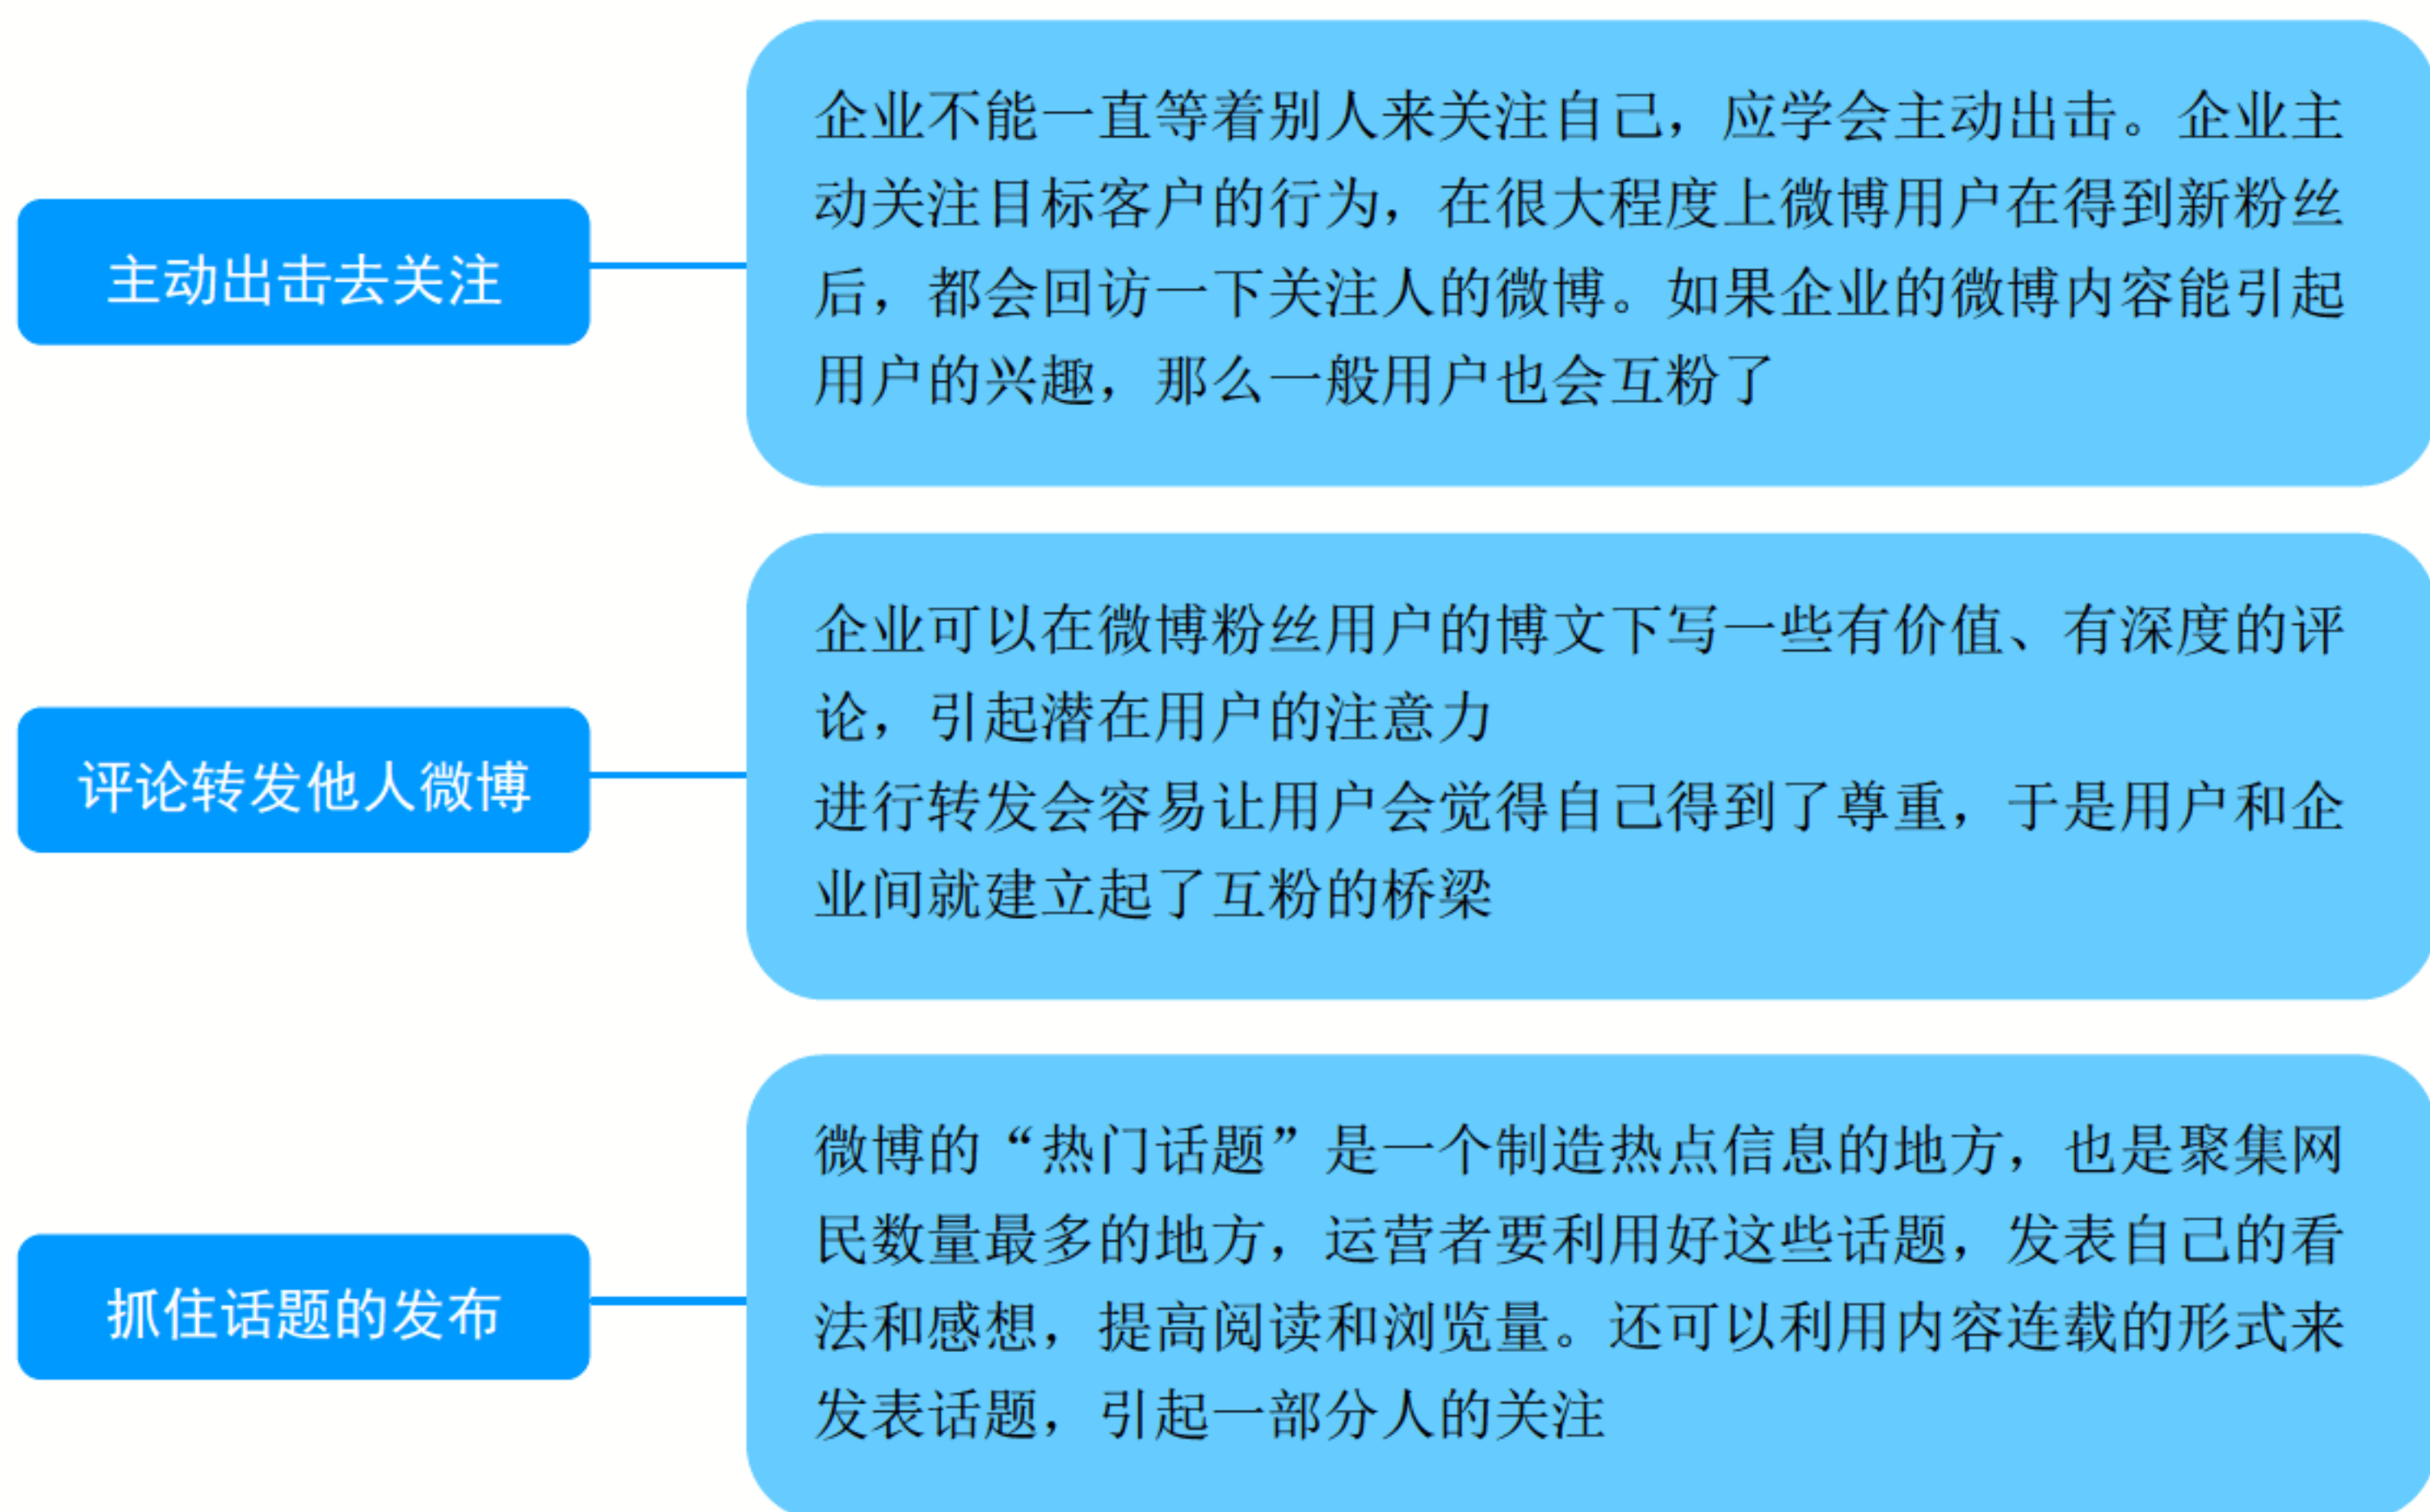 主动出击去关注
企业不能一直等着别人来关注自己，应学会主动出击。企业主
动关注目标客户的行为，在很大程度上微博用户在得到新粉丝
后，都会回访一下关注人的微博。如果企业的微博内容能引起
用户的兴趣，那么一般用户也会互粉了
评论转发他人微博
企业可以在微博粉丝用户的博文下写一些有价值、有深度的评
论，引起潜在用户的注意力
进行转发会容易让用户会觉得自己得到了尊重，于是用户和企
业间就建立起了互粉的桥梁
抓住话题的发布
微博的“热门话题”是一个制造热点信息的地方，也是聚集网
民数量最多的地方，运营者要利用好这些话题，发表自己的看
法和感想，提高阅读和浏览量。还可以利用内容连载的形式来
发表话题，引起一部分人的关注